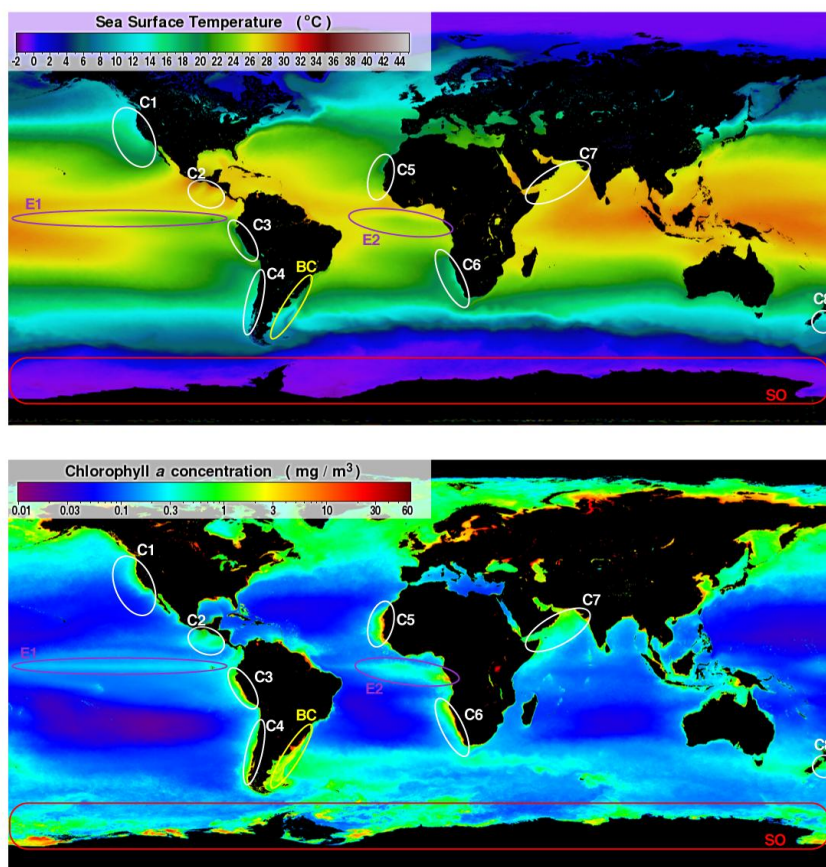 Sea Surface Temperature ( °C )
-2 0 2 4 6 8 10 12 14 16 18 20 22 24 26 28 30 32 34 36 38 40 42 44
C1
C2
C7
C5
E1
C3
E2
C6
BC
C4
C8
SO
Chlorophyll a concentration ( mg / m³ )
0.01 0.03 0.1 0.3 1 3 10 30 60
C1
C2
C5
C7
E1
C3
E2
C6
BC
C4
SO